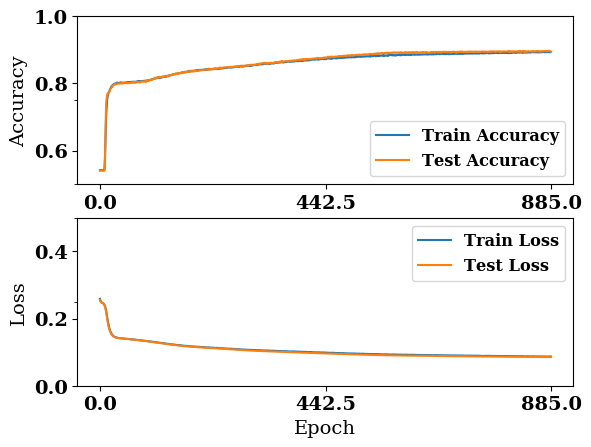 1.0
0.8
0.6
Accuracy
Train Accuracy
Test Accuracy
0.0 442.5 885.0
0.4
0.2
0.0
Loss
Train Loss
Test Loss
0.0 442.5 885.0
Epoch